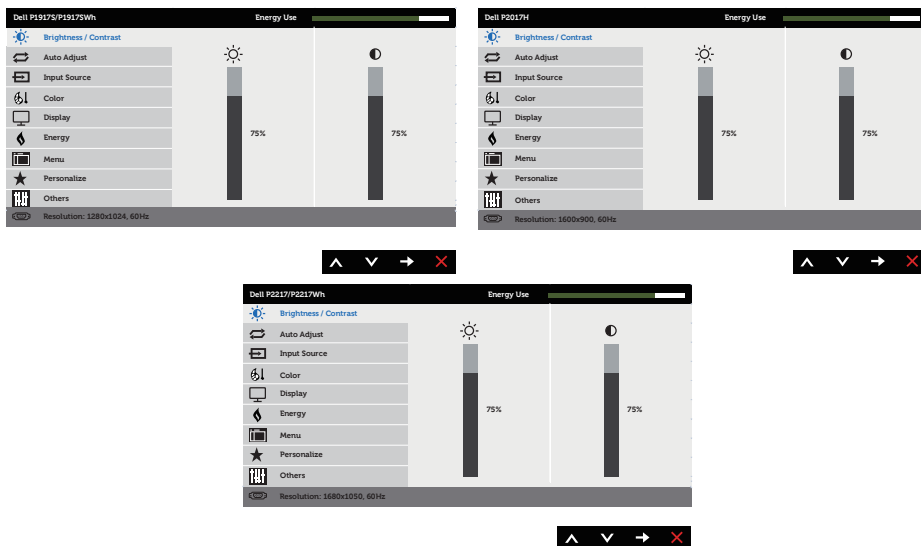 Dell P1917S/P1917SWh Energy Use
Brightness / Contrast
Auto Adjust
Input Source
Color
Display
Energy
Menu
Personalize
Others
75% 75%
Resolution: 1280x1024, 60Hz
Dell P2017H Energy Use
Brightness / Contrast
Auto Adjust
Input Source
Color
Display
Energy
Menu
Personalize
Others
75% 75%
Resolution: 1600x900, 60Hz
Dell P2217/P2217Wh Energy Use
Brightness / Contrast
Auto Adjust
Input Source
Color
Display
Energy
Menu
Personalize
Others
75% 75%
Resolution: 1680x1050, 60Hz